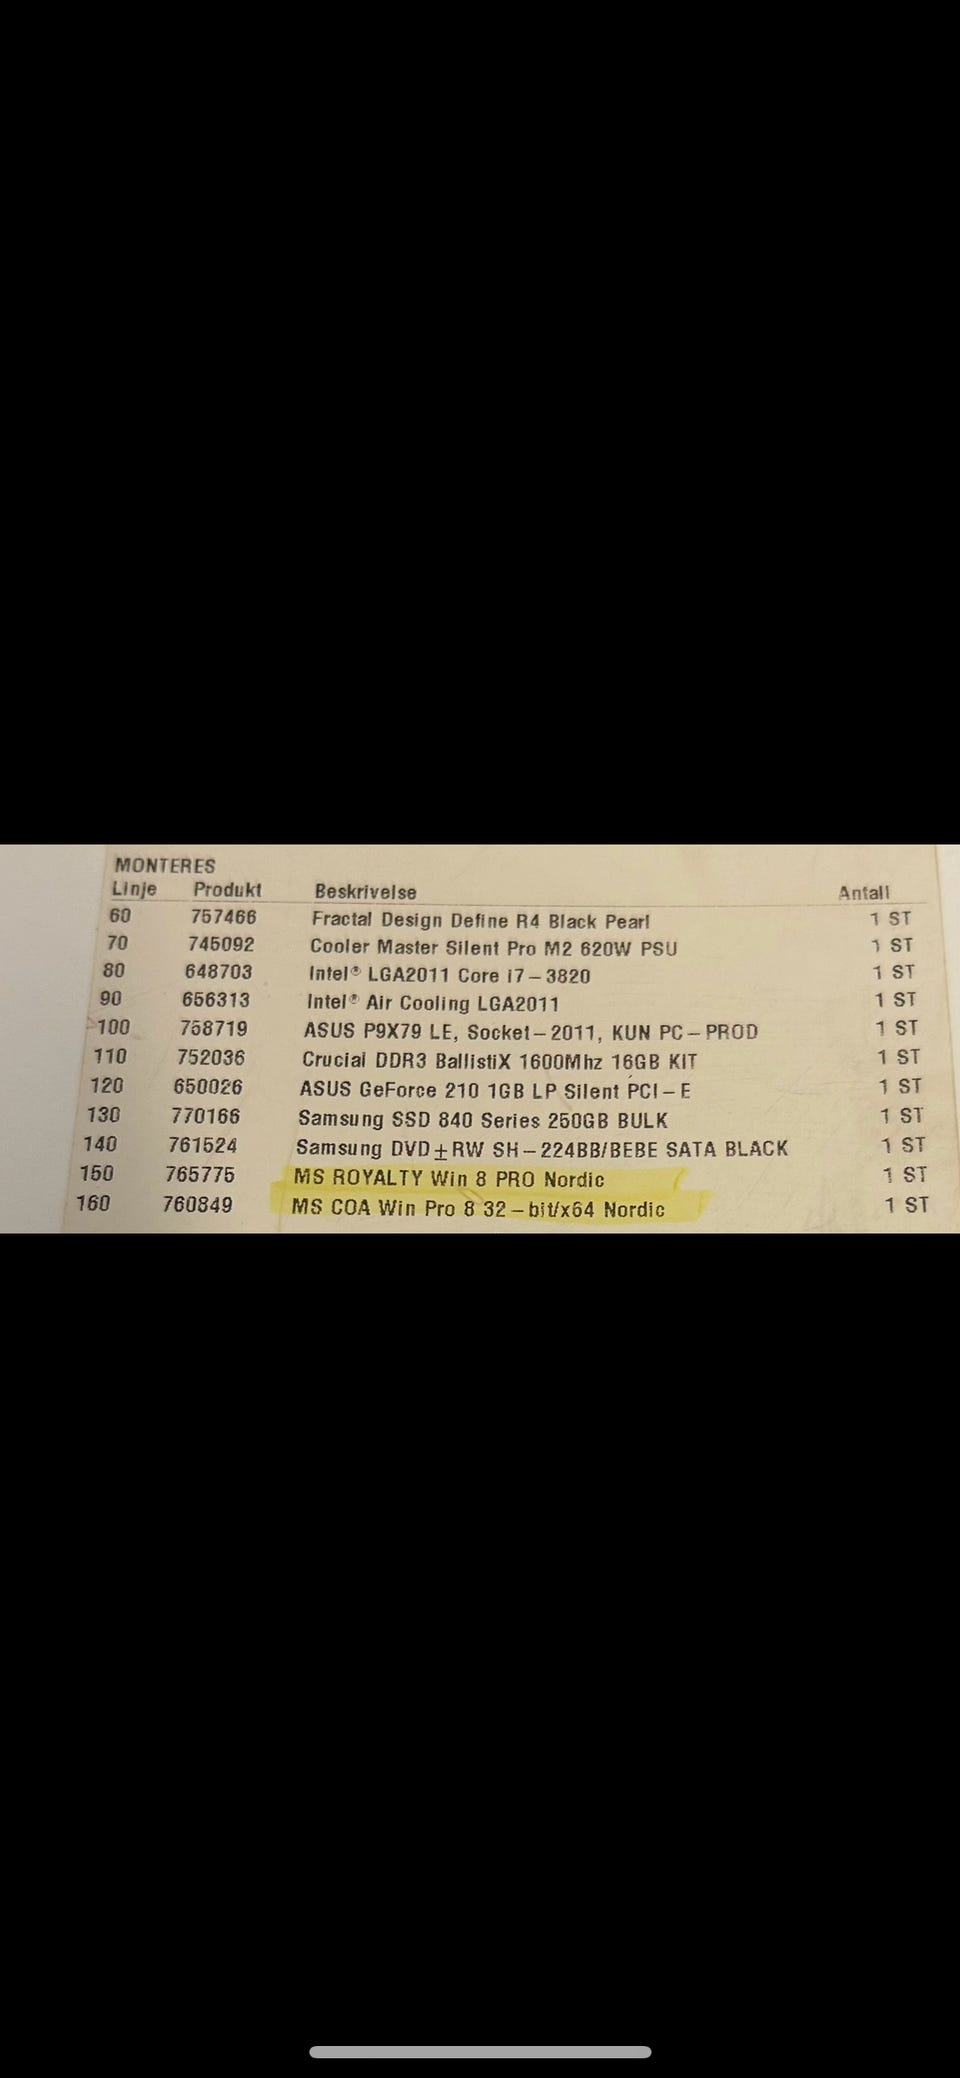 MONTERES
Linje Produkt Beskrivelse Antall
60 757466 Fractal Design Define R4 Black Pearl 1 ST
70 745092 Cooler Master Silent Pro M2 620W PSU 1 ST
80 648703 Intel® LGA2011 Core i7-3820 1 ST
90 656313 Intel® Air Cooling LGA2011 1 ST
100 758719 ASUS P9X79 LE, Socket-2011, KUN PC-PROD 1 ST
110 752036 Crucial DDR3 BallistiX 1600Mhz 16GB KIT 1 ST
120 650026 ASUS GeForce 210 1GB LP Silent PCI-E 1 ST
130 770166 Samsung SSD 840 Series 250GB BULK 1 ST
140 761524 Samsung DVD±RW SH-224BB/BEBE SATA BLACK 1 ST
150 765775 MS ROYALTY Win 8 PRO Nordic 1 ST
160 760849 MS COA Win Pro 8 32-bit/x64 Nordic 1 ST